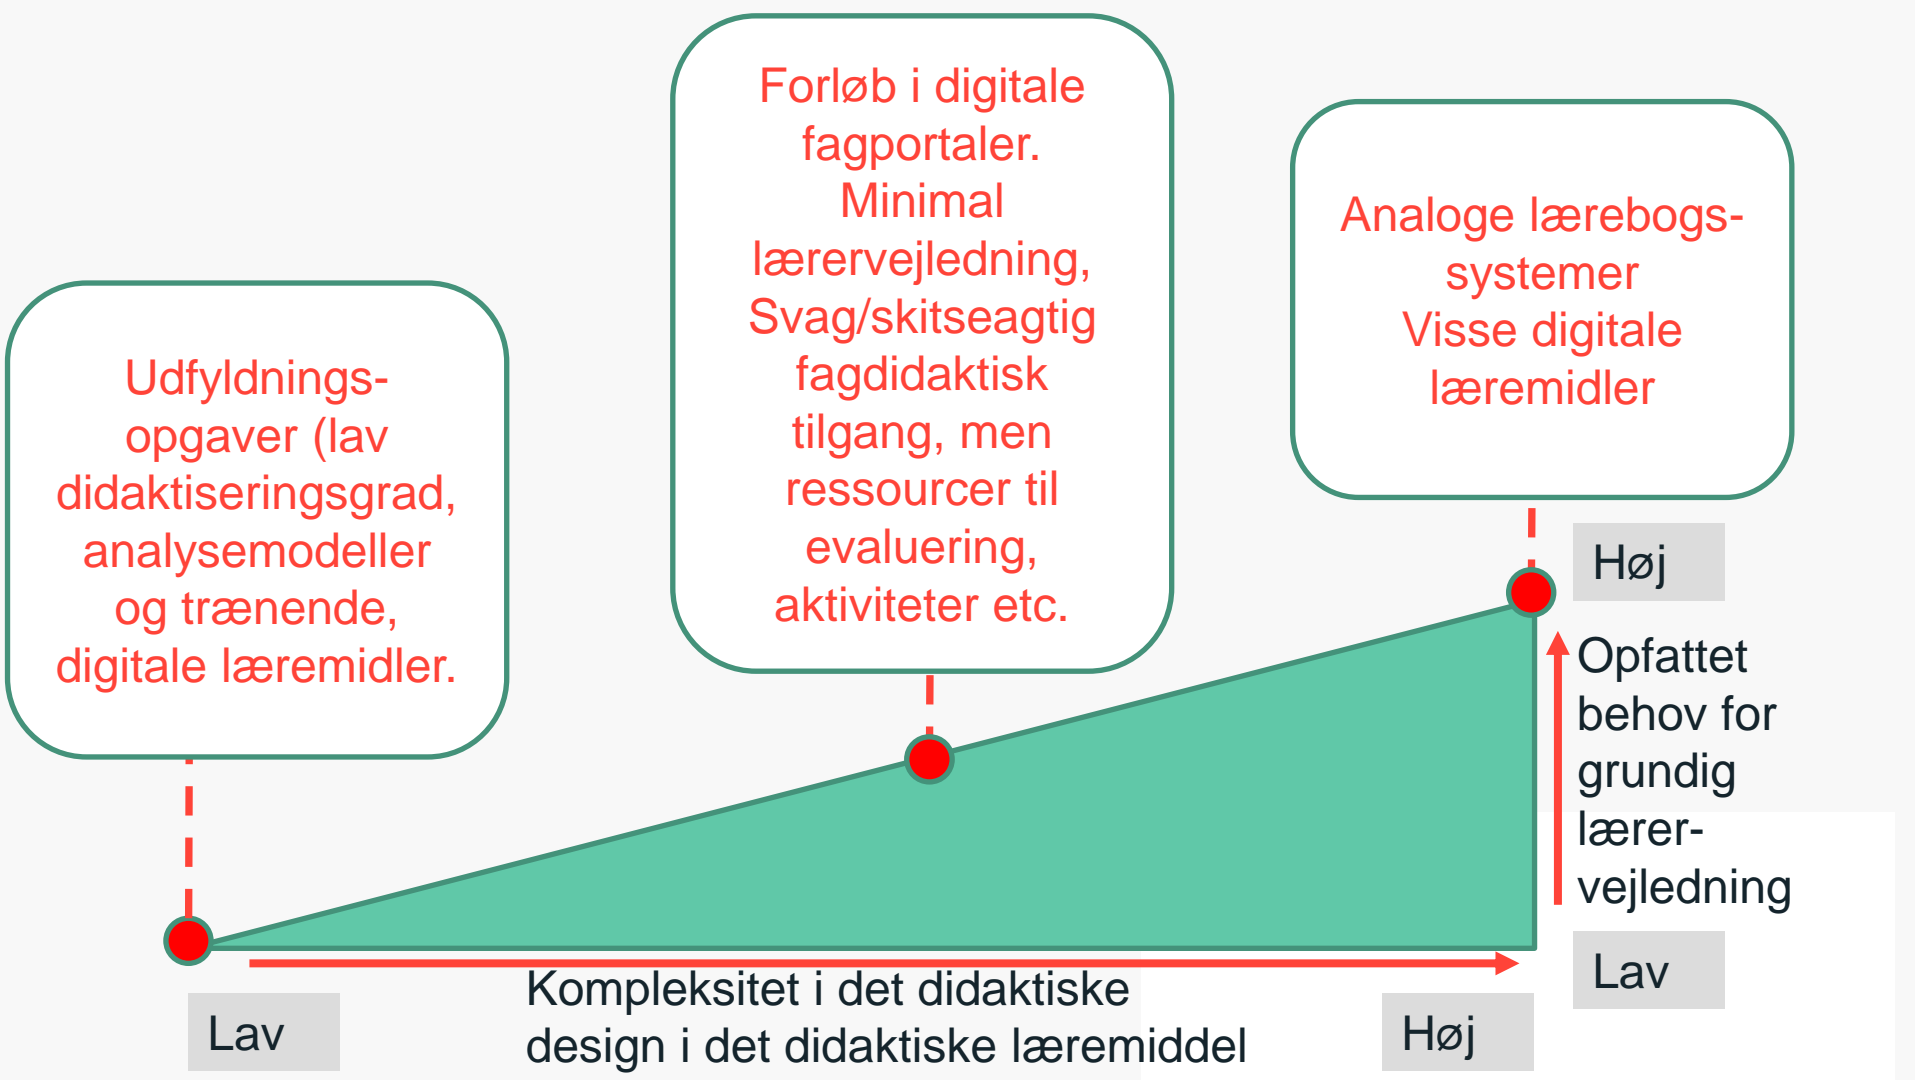 Udfyldnings-
opgaver (lav
didaktiseringsgrad,
analysemodeller
og trænende,
digitale læremidler.
Forløb i digitale
fagportaler.
Minimal
lærervejledning,
Svag/skitseagtig
fagdidaktisk
tilgang, men
ressourcer til
evaluering,
aktiviteter etc.
Analoge lærebogs-
systemer
Visse digitale
læremidler
Høj
Opfattet
behov for
grundig
lærer-
vejledning
Lav
Lav
Kompleksitet i det didaktiske
design i det didaktiske læremiddel
Høj